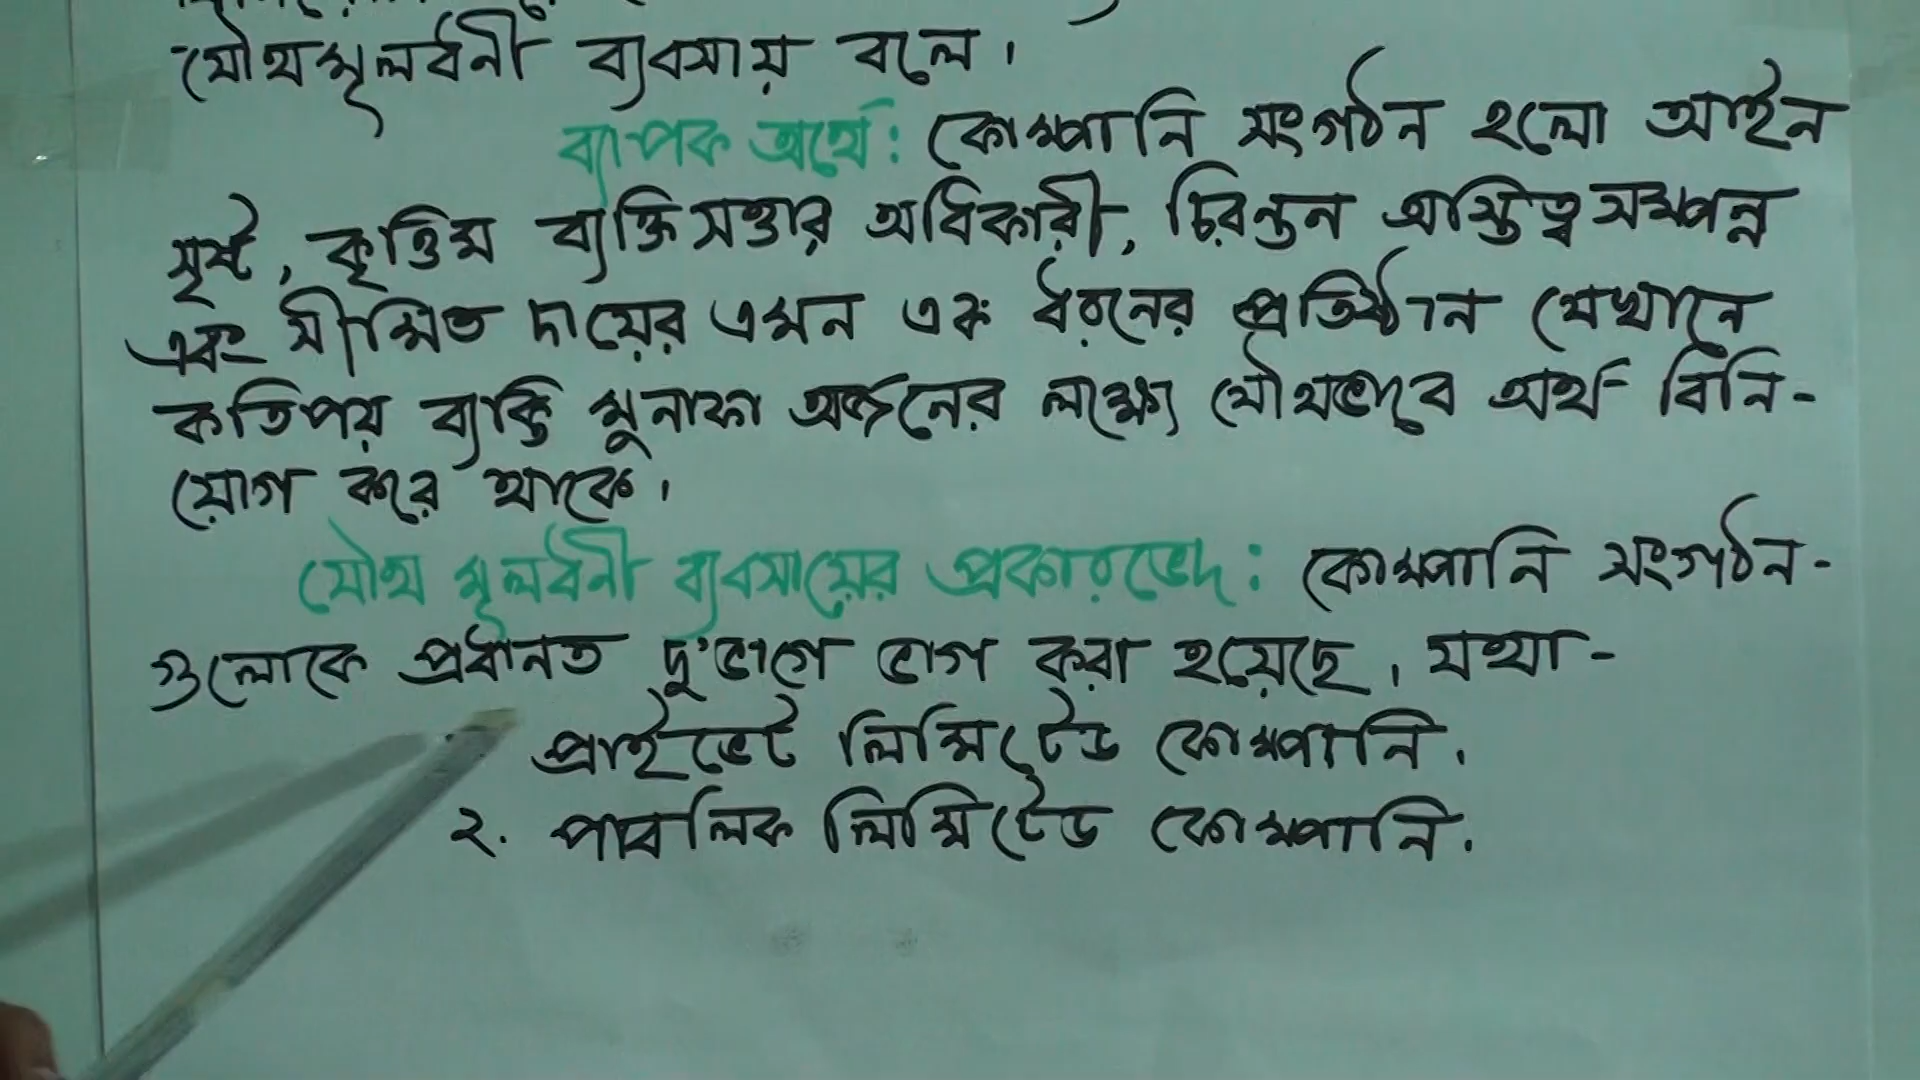 যৌথমূলধনী ব্যবসায় বলে।
ব্যাপক অর্থে: কোম্পানি সংগঠন হলো আইন
সৃষ্ট, কৃত্তিম ব্যক্তিসত্তার অধিকারী, চিরন্তন অস্তিত্বসম্পন্ন
এবং সীমিত দায়ের এমন এক ধরনের প্রতিষ্ঠান যেখানে
কতিপয় ব্যক্তি মুনাফা অর্জনের লক্ষ্যে যৌথভাবে অর্থ বিনি-
য়োগ করে থাকে।
যৌথ মূলধনী ব্যবসায়ের প্রকারভেদ: কোম্পানি সংগঠন-
গুলোকে প্রধানত দু'ভাগে ভাগ করা হয়েছে। যথা-
প্রাইভেট লিমিটেড কোম্পানি.
২. পাবলিক লিমিটেড কোম্পানি.